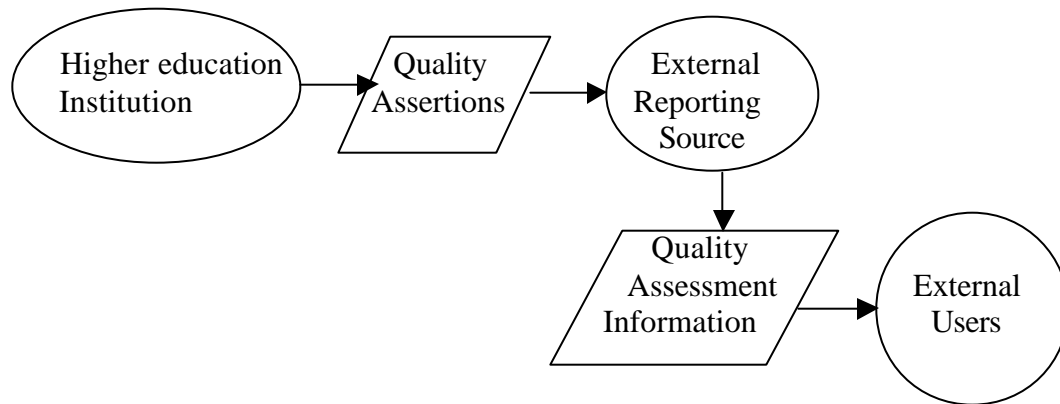 Higher education
Institution
Quality
Assertions
External
Reporting
Source
Quality
Assessment
Information
External
Users